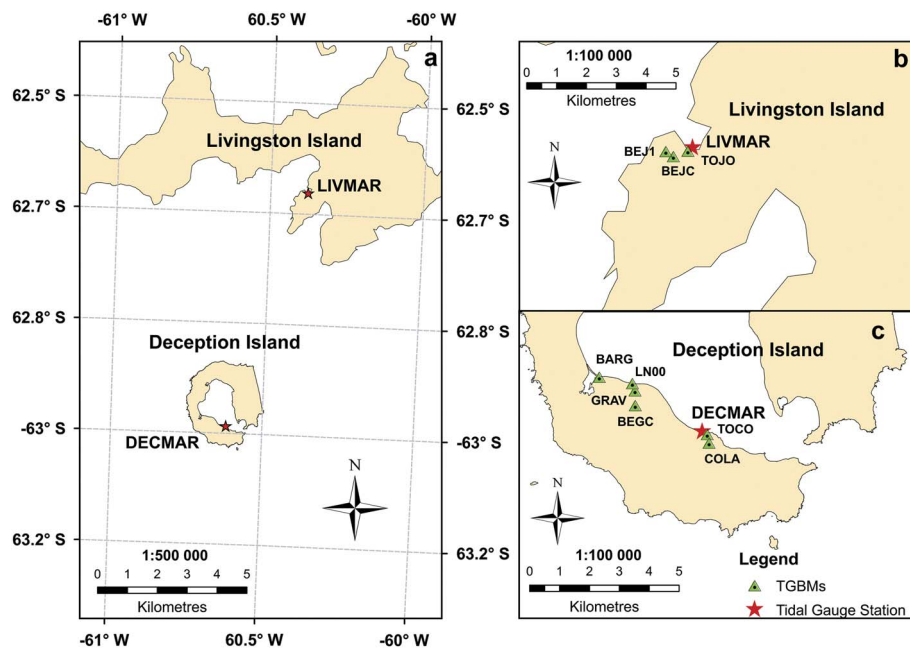 -61° W
60.5° W
-60° W
a
62.5° S
Livingston Island
LIVMAR
62.7° S
62.8° S
Deception Island
-63° S
DECMAR
N
63.2° S
1:500 000
0 1 2 3 4 5
Kilometres
-61° W
60.5° W
-60° W
b
1:100 000
0 1 2 3 4 5
Kilometres
62.5° S
Livingston Island
LIVMAR
BEJ1
TOJO
BEJC
N
62.7° S
c
62.8° S
Deception Island
BARG
LN00
GRAV
BEGC
DECMAR
TOCO
-63° S
COLA
N
63.2° S
1:100 000
0 1 2 3 4 5
Kilometres
Legend
TGBMs
Tidal Gauge Station